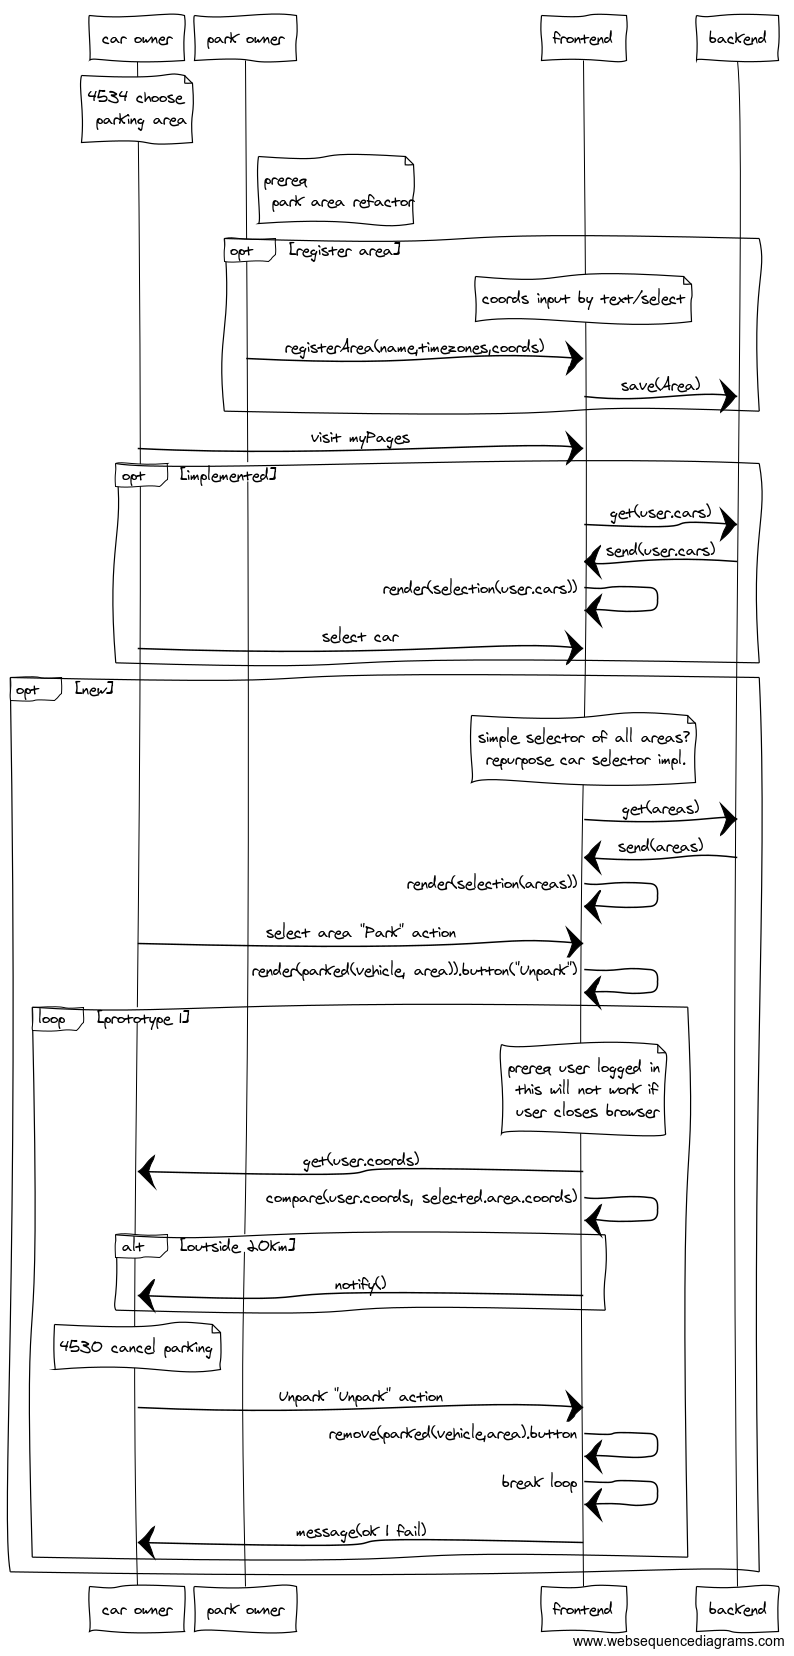 car owner
park owner
frontend
backend
4534 choose
parking area
prereq
park area refactor
opt
[register area]
coords input by text/select
registerArea(name,timezones,coords)
save(Area)
visit myPages
opt
[implemented]
get(user.cars)
send(user.cars)
render(selection(user.cars))
select car
opt
[new]
simple selector of all areas?
repurpose car selector impl.
get(areas)
send(areas)
render(selection(areas))
select area "Park" action
render(parked(vehicle, area)).button("Unpark")
loop
[prototype 1]
prereq user logged in
this will not work if
user closes browser
get(user.coords)
compare(user.coords, selected.area.coords)
alt
[outside 20km]
notify()
4530 cancel parking
Unpark "Unpark" action
remove(parked(vehicle,area).button
break loop
message(ok | fail)
car owner
park owner
frontend
backend
www.websequencediagrams.com